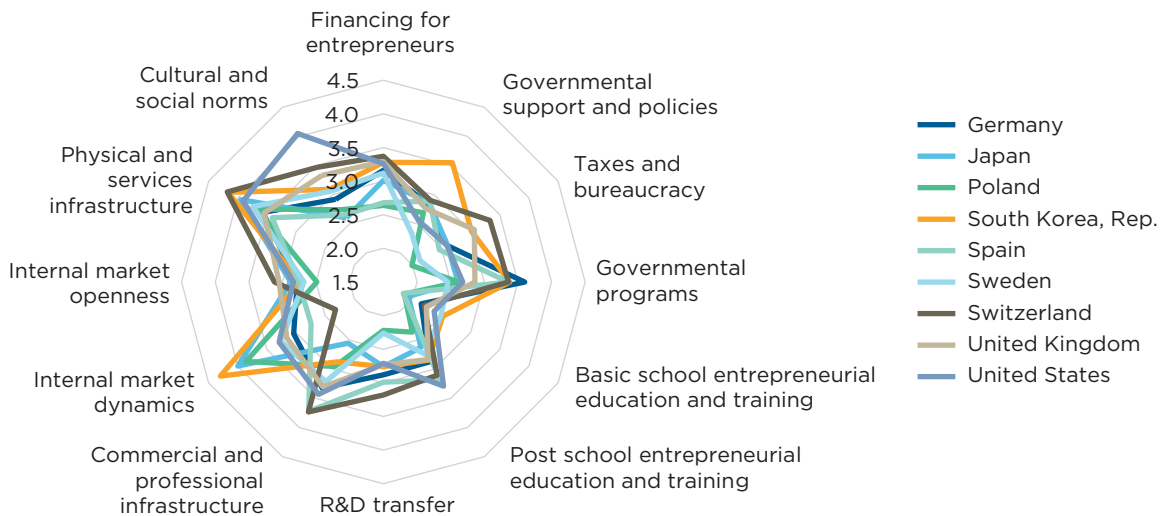 Financing for
entrepreneurs
Governmental
support and policies
Taxes and
bureaucracy
Governmental
programs
Basic school entrepreneurial
education and training
Post school entrepreneurial
education and training
R&D transfer
Commercial and
professional
infrastructure
Internal market
dynamics
Internal market
openness
Physical and
services
infrastructure
Cultural and
social norms
4.5
4.0
3.5
3.0
2.5
2.0
1.5
Germany
Japan
Poland
South Korea, Rep.
Spain
Sweden
Switzerland
United Kingdom
United States